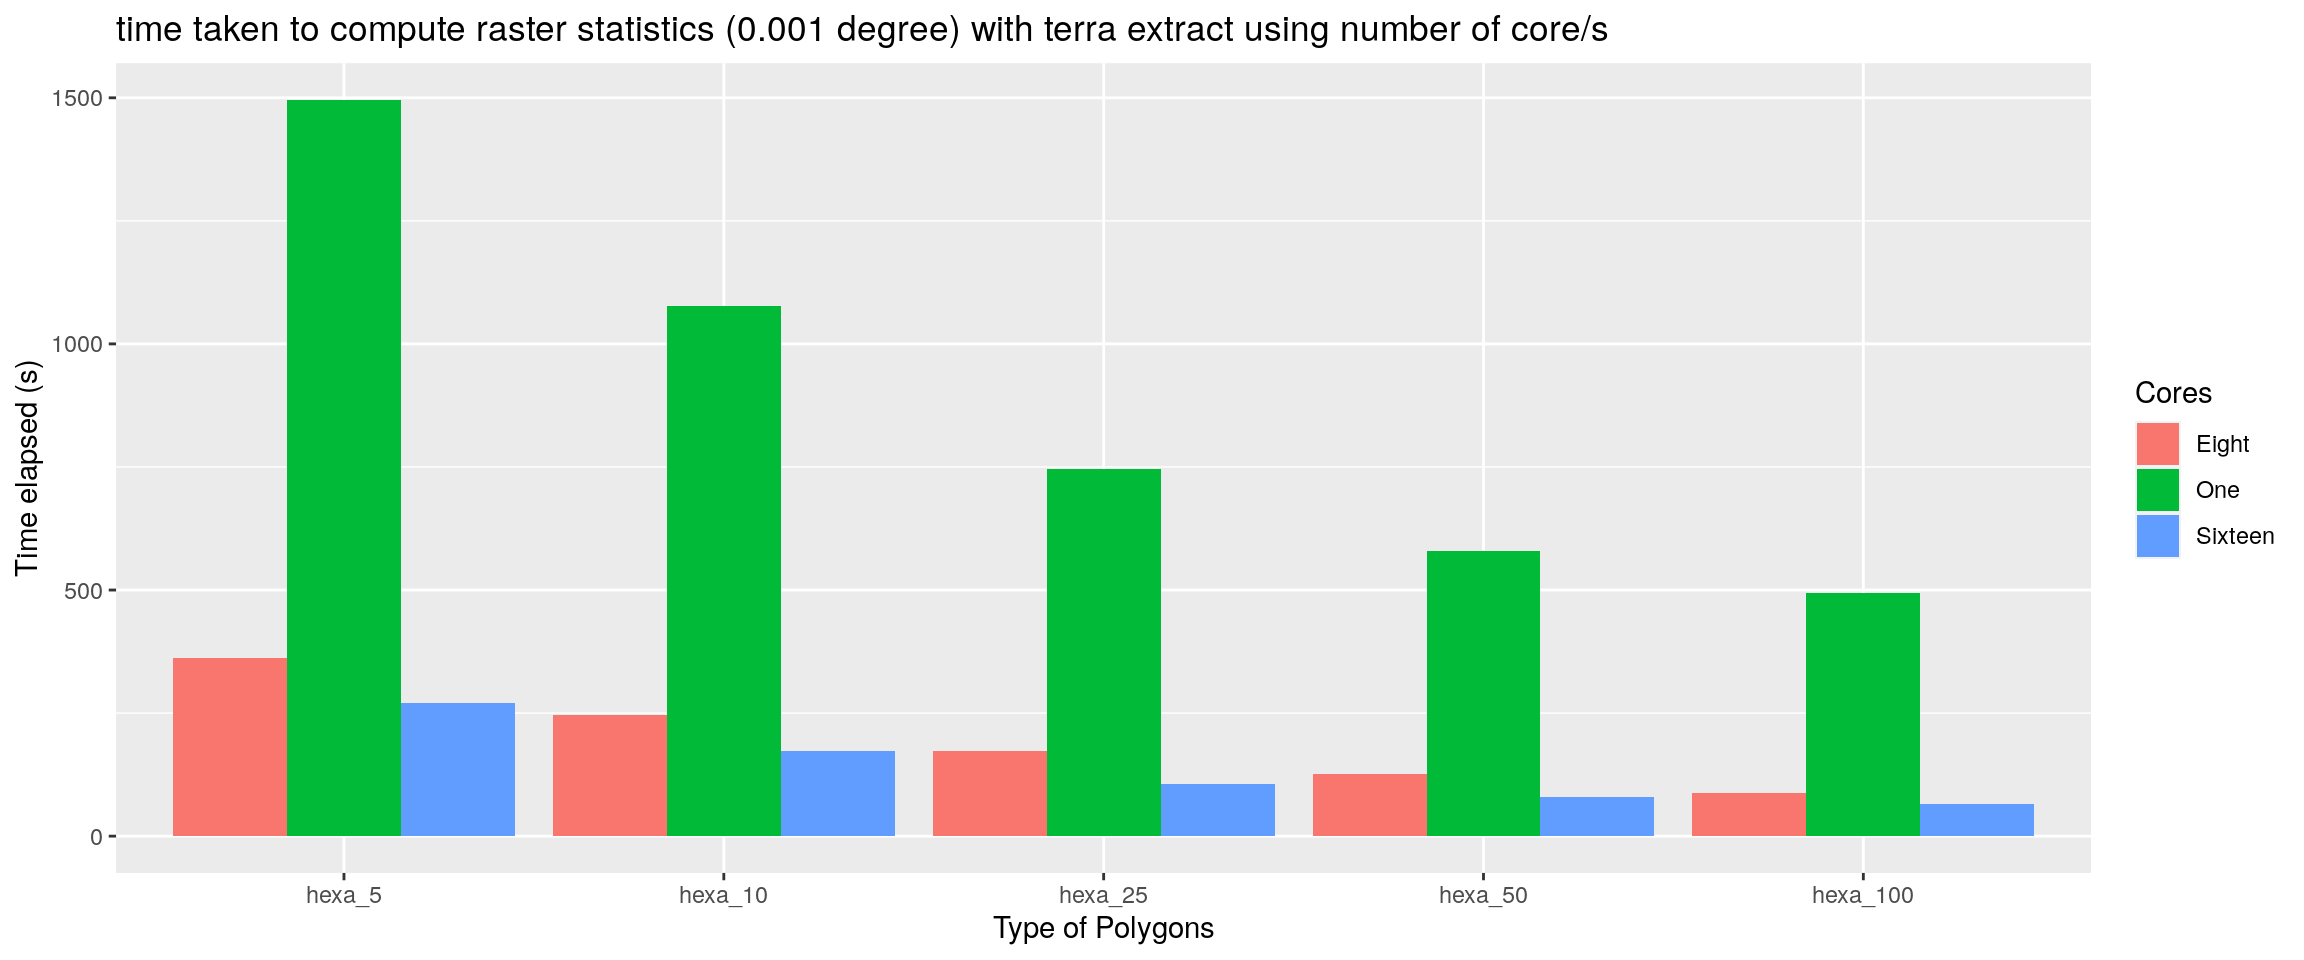 time taken to compute raster statistics (0.001 degree) with terra extract using number of core/s
Time elapsed (s)
1500
1000
500
0
hexa_5
hexa_10
hexa_25
hexa_50
hexa_100
Type of Polygons
Cores
Eight
One
Sixteen